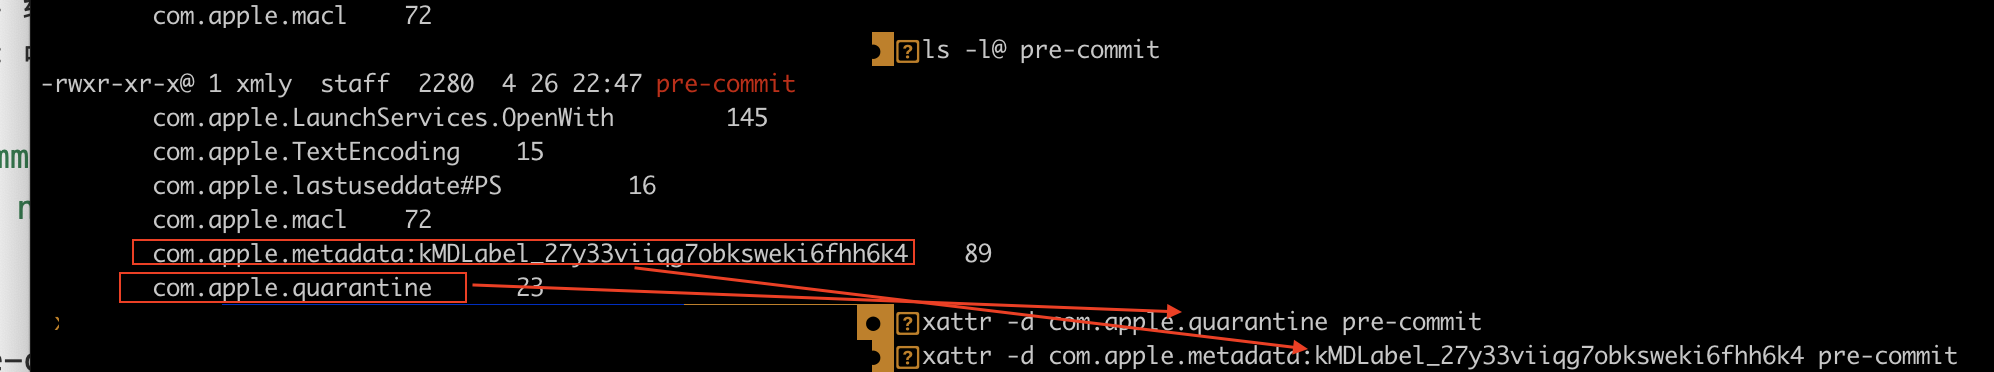 com.apple.macl 72
ls -l@ pre-commit
-rwxr-xr-x@ 1 xmly staff 2280 4 26 22:47 pre-commit
com.apple.LaunchServices.OpenWith 145
com.apple.TextEncoding 15
com.apple.lastuseddate#PS 16
com.apple.macl 72
com.apple.metadata:kMDLabel_27y33viiqg7obksweki6fhh6k4 89
com.apple.quarantine 23
xattr -d com.apple.quarantine pre-commit
xattr -d com.apple.metadata:kMDLabel_27y33viiqg7obksweki6fhh6k4 pre-commit